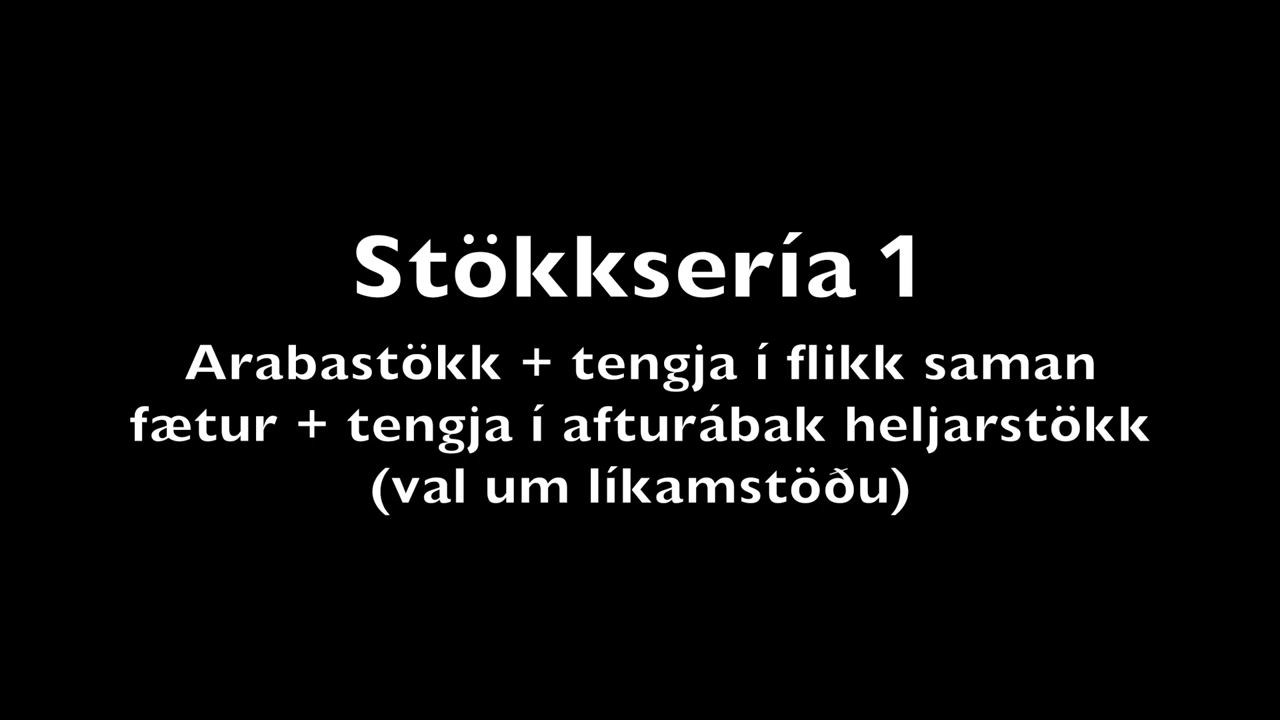 Stökksería 1
Arabastökk + tengja í flikk saman
fætur + tengja í afturábak heljarstökk
(val um líkamstöðu)